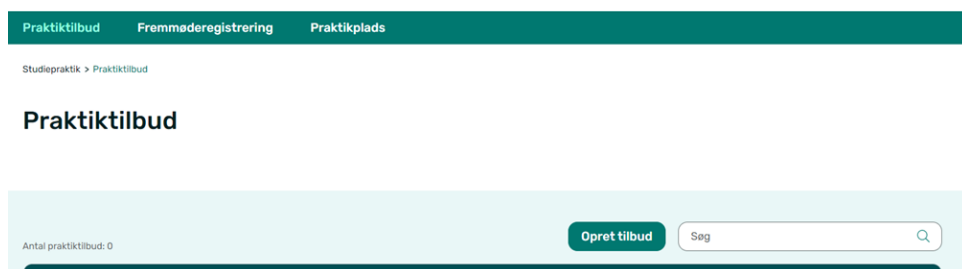 Praktiktilbud Fremmøderegistrering Praktikplads
Studiepraktik > Praktiktilbud
Praktiktilbud
Antal praktiktilbud: 0 Opret tilbud Søg